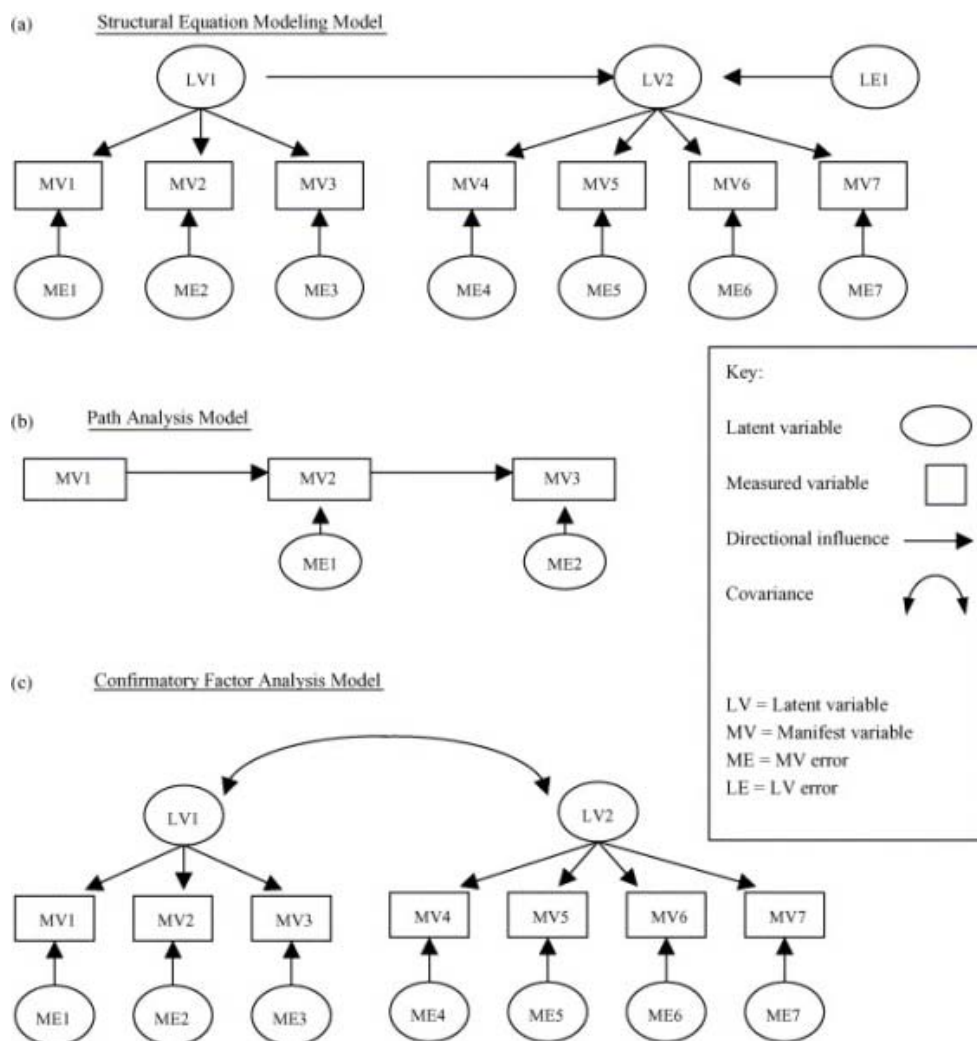 (a) Structural Equation Modeling Model
LV1 LV2 LE1
MV1 MV2 MV3 MV4 MV5 MV6 MV7
ME1 ME2 ME3 ME4 ME5 ME6 ME7
(b) Path Analysis Model
MV1 MV2 MV3
ME1 ME2
Key:
Latent variable
Measured variable
Directional influence
Covariance
LV = Latent variable
MV = Manifest variable
ME = MV error
LE = LV error
(c) Confirmatory Factor Analysis Model
LV1 LV2
MV1 MV2 MV3 MV4 MV5 MV6 MV7
ME1 ME2 ME3 ME4 ME5 ME6 ME7